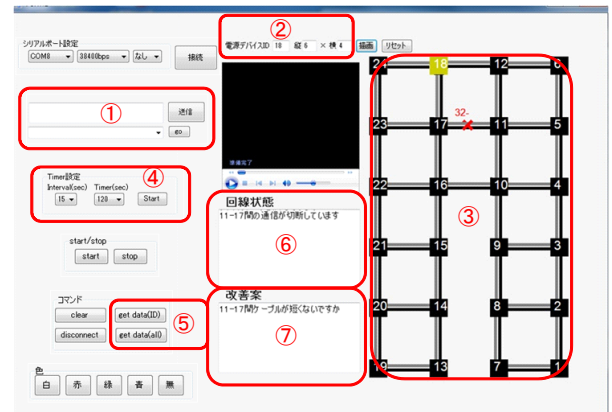 ②
シリアルポート設定
電源デバイスID 18 縦 6 × 横 4 描画 リセット
COM8 38400bps なし 接続
① 送信
go
準備完了
Timer設定 ④
Interval(sec) Timer(sec)
15 120 Start
回線状態
11-17間の通信が切断しています
⑥
start/stop
start stop
改善案
11-17間ケーブルが短くないですか
⑦
コマンド
clear get data(ID)
disconnect get data(all)
⑤
色
白 赤 緑 青 無
24 18 12 6
32-
23 17 11 5
22 16 10 4
③
21 15 9 3
20 14 8 2
19 13 7 1